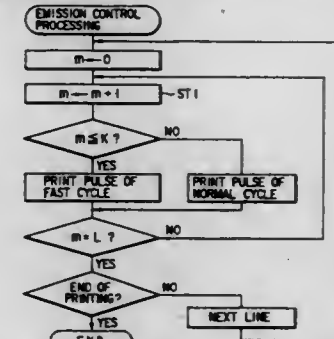 EMISSION CONTROL
PROCESSING
m←0
m←m+1
ST1
m≦K?
NO
YES
PRINT PULSE OF
FAST CYCLE
PRINT PULSE OF
NORMAL CYCLE
m=L ?
NO
YES
END OF
PRINTING?
NO
NEXT LINE
YES
END